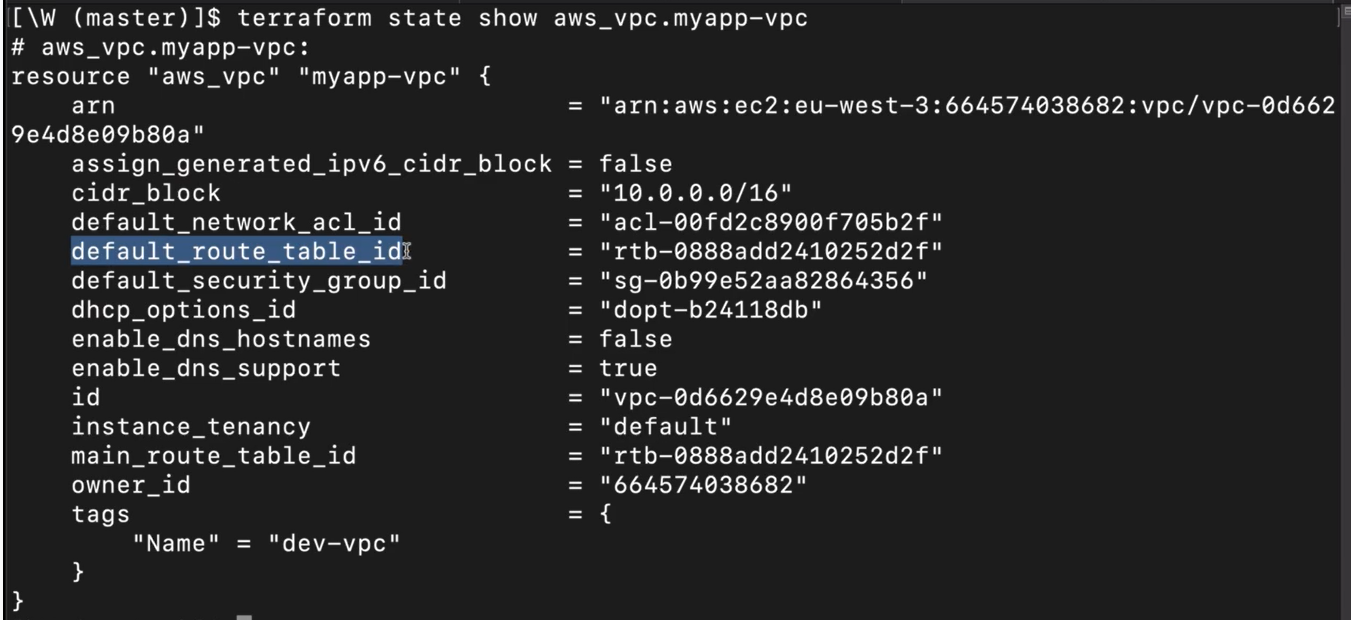 [\W (master)]$ terraform state show aws_vpc.myapp-vpc
# aws_vpc.myapp-vpc:
resource "aws_vpc" "myapp-vpc" {
    arn                              = "arn:aws:ec2:eu-west-3:664574038682:vpc/vpc-0d662
9e4d8e09b80a"
    assign_generated_ipv6_cidr_block = false
    cidr_block                       = "10.0.0.0/16"
    default_network_acl_id           = "acl-00fd2c8900f705b2f"
    default_route_table_id           = "rtb-0888add2410252d2f"
    default_security_group_id        = "sg-0b99e52aa82864356"
    dhcp_options_id                  = "dopt-b24118db"
    enable_dns_hostnames             = false
    enable_dns_support               = true
    id                               = "vpc-0d6629e4d8e09b80a"
    instance_tenancy                 = "default"
    main_route_table_id              = "rtb-0888add2410252d2f"
    owner_id                         = "664574038682"
    tags                             = {
        "Name" = "dev-vpc"
    }
}